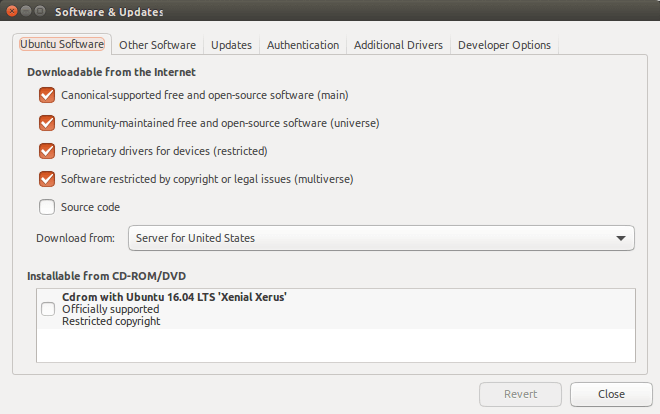 Software & Updates
Ubuntu Software Other Software Updates Authentication Additional Drivers Developer Options
Downloadable from the Internet
Canonical-supported free and open-source software (main)
Community-maintained free and open-source software (universe)
Proprietary drivers for devices (restricted)
Software restricted by copyright or legal issues (multiverse)
Source code
Download from: Server for United States
Installable from CD-ROM/DVD
Cdrom with Ubuntu 16.04 LTS 'Xenial Xerus'
Officially supported
Restricted copyright
Revert Close